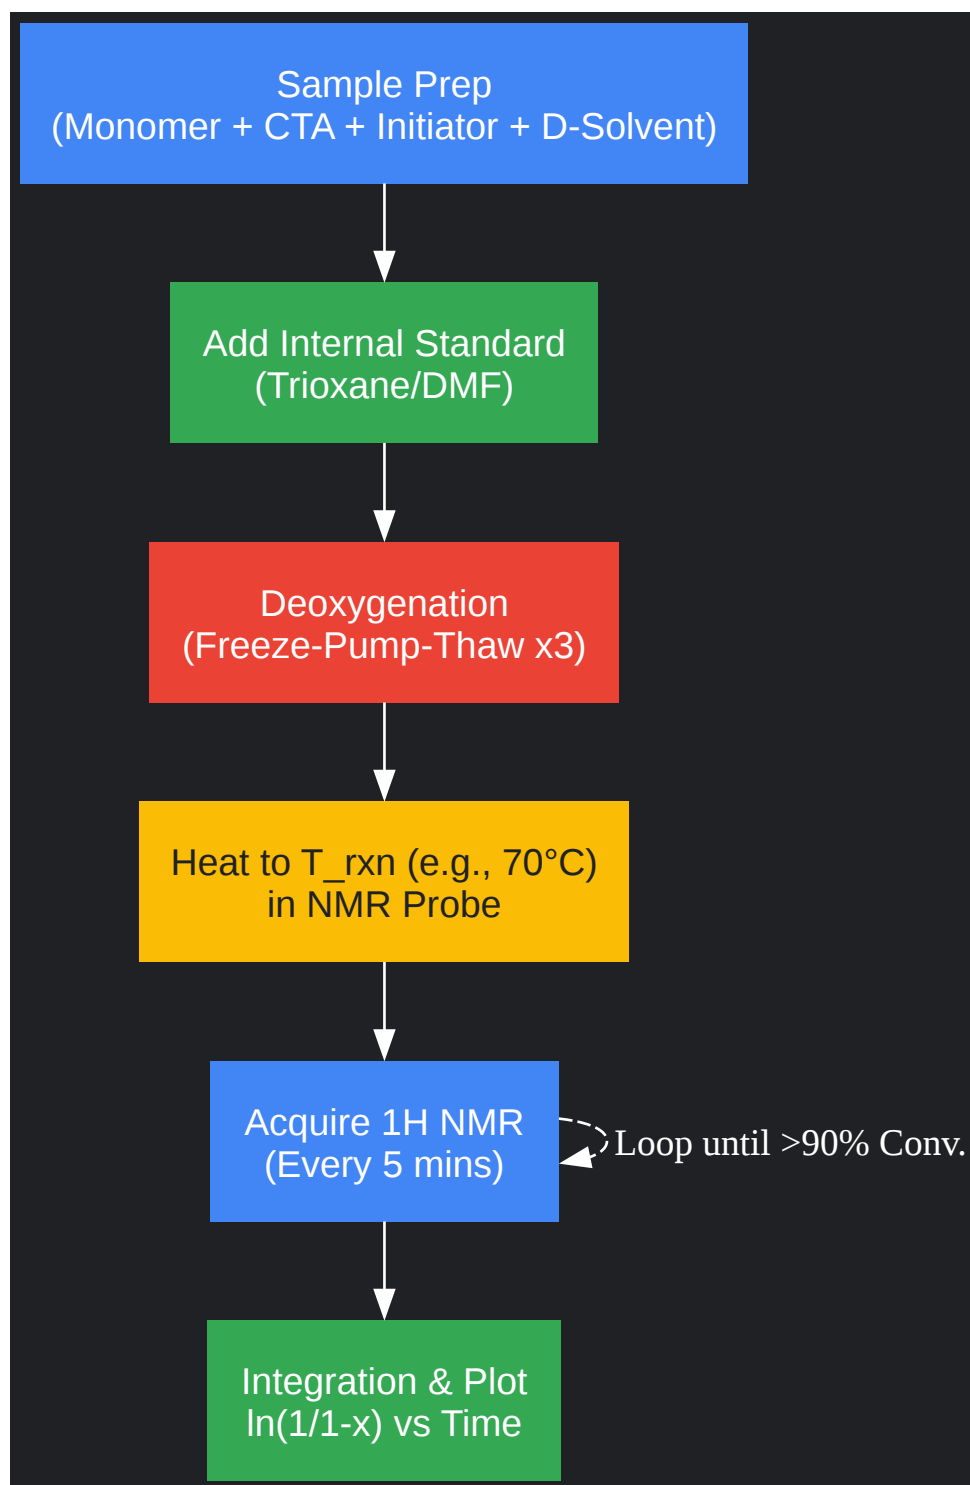 Sample Prep
(Monomer + CTA + Initiator + D-Solvent)
Add Internal Standard
(Trioxane/DMF)
Deoxygenation
(Freeze-Pump-Thaw x3)
Heat to T_rxn (e.g., 70°C)
in NMR Probe
Acquire 1H NMR
(Every 5 mins)
Loop until >90% Conv.
Integration & Plot
ln(1/1-x) vs Time